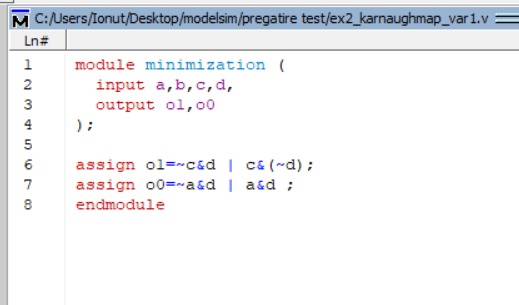 C:/Users/Ionut/Desktop/modelsim/pregatire test/ex2_karnaughmap_var1.v
Ln#
1 module minimization (
2 input a,b,c,d,
3 output o1,o0
4 );
5
6 assign o1=~c&d | c&(~d);
7 assign o0=~a&d | a&d ;
8 endmodule